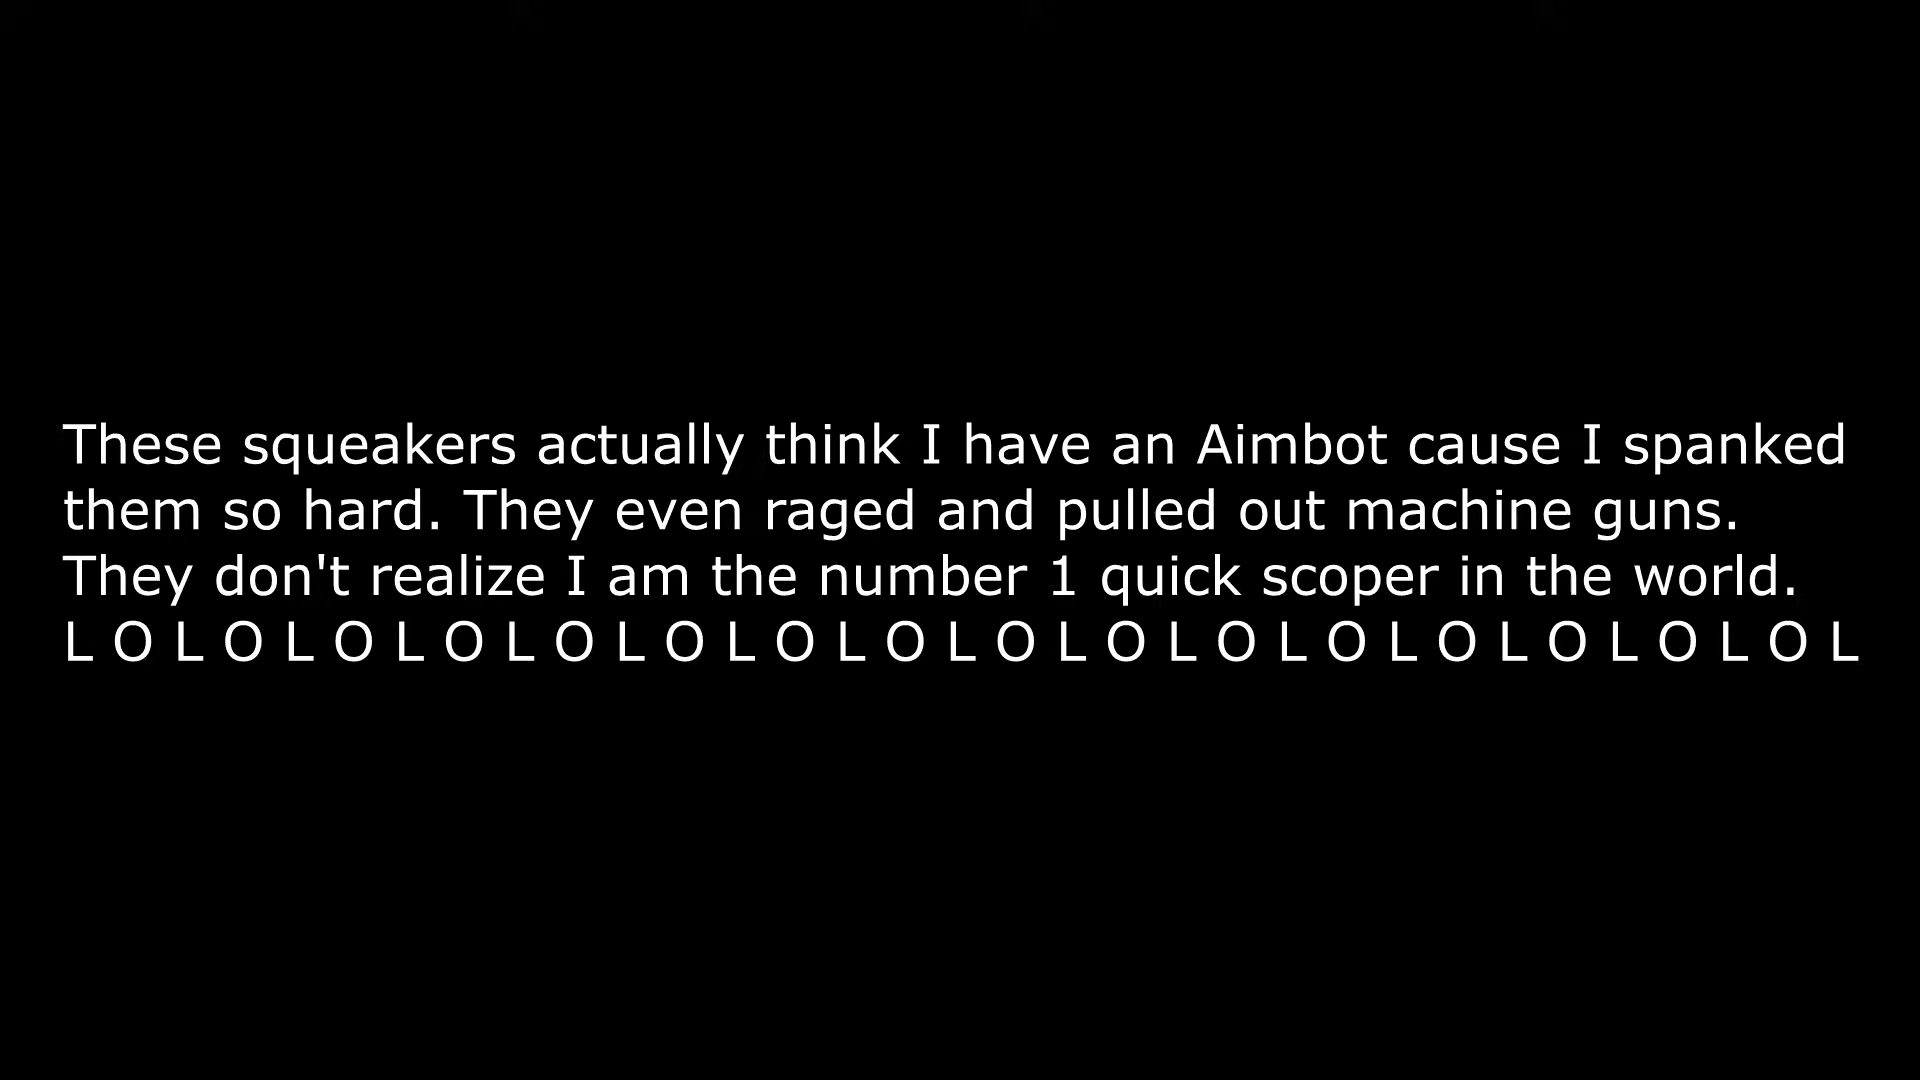 These squeakers actually think I have an Aimbot cause I spanked
them so hard. They even raged and pulled out machine guns.
They don't realize I am the number 1 quick scoper in the world.
L O L O L O L O L O L O L O L O L O L O L O L O L O L O L O L O L